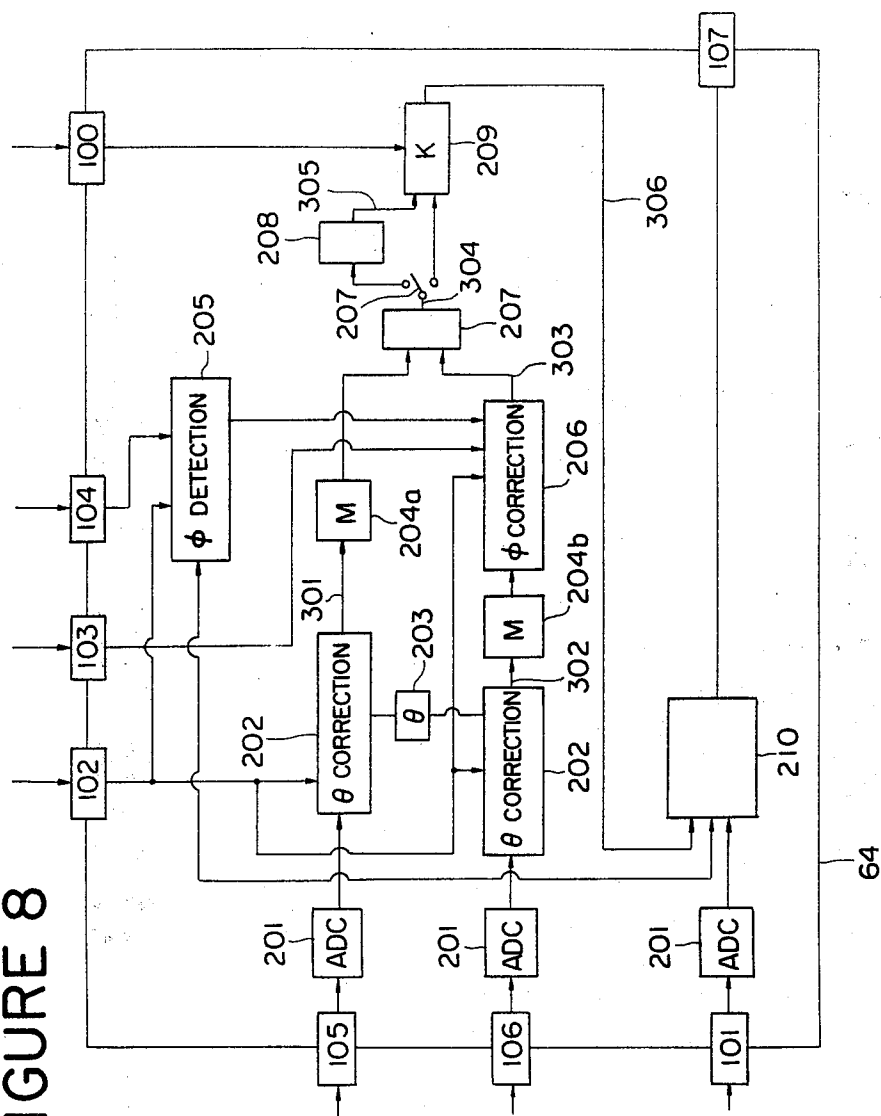 IGURE 8
102
103
104
100
205
φ DETECTION
208
305
K
209
207
304
207
306
107
202
θ CORRECTION
301
M
204a
303
203
θ
201
ADC
105
θ CORRECTION
202
302
M
204b
φ CORRECTION
206
201
ADC
106
201
ADC
101
210
64